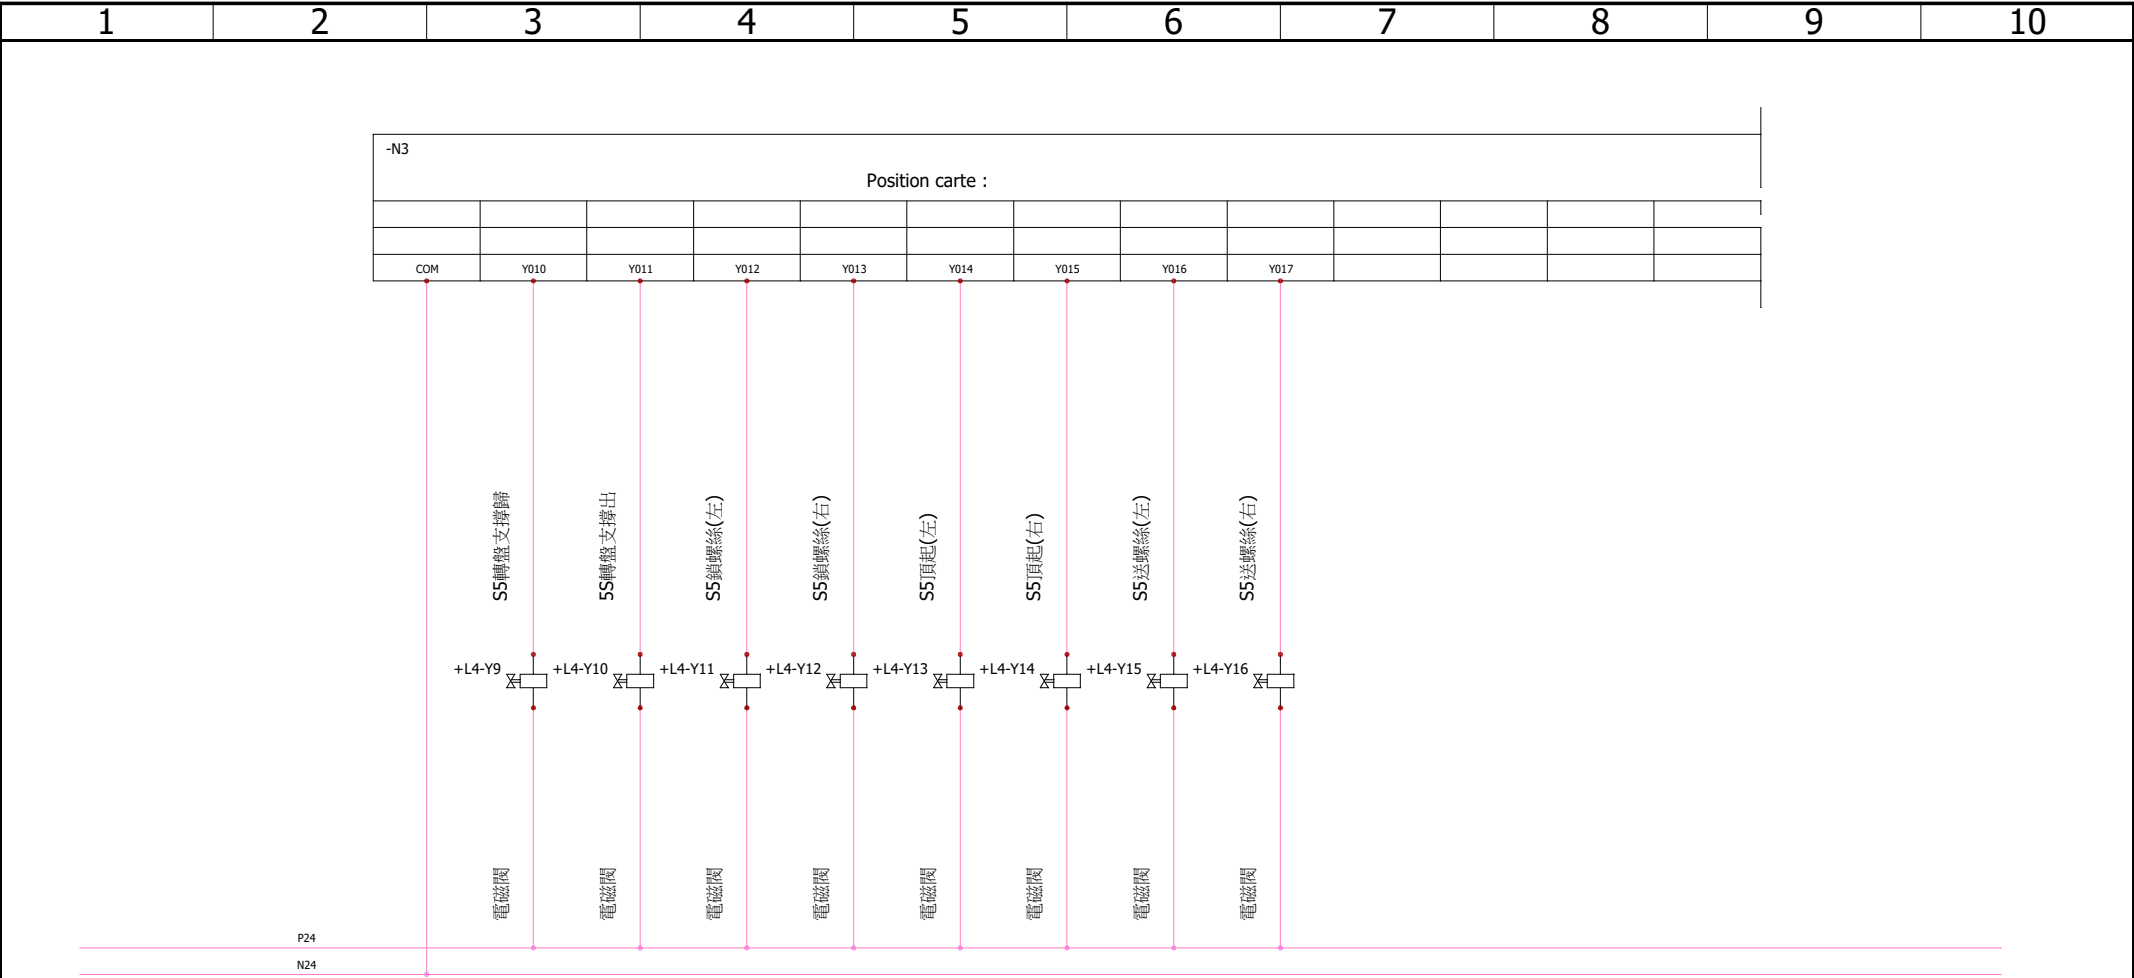 1 2 3 4 5 6 7 8 9 10
-N3
Position carte :
COM Y010 Y011 Y012 Y013 Y014 Y015 Y016 Y017
S5轉盤支撐歸
5S轉盤支撐出
S5鎖螺絲(左)
S5鎖螺絲(右)
S5頂起(左)
S5頂起(右)
S5送螺絲(左)
S5送螺絲(右)
+L4-Y9 +L4-Y10 +L4-Y11 +L4-Y12 +L4-Y13 +L4-Y14 +L4-Y15 +L4-Y16
電磁閥
電磁閥
電磁閥
電磁閥
電磁閥
電磁閥
電磁閥
電磁閥
P24
N24